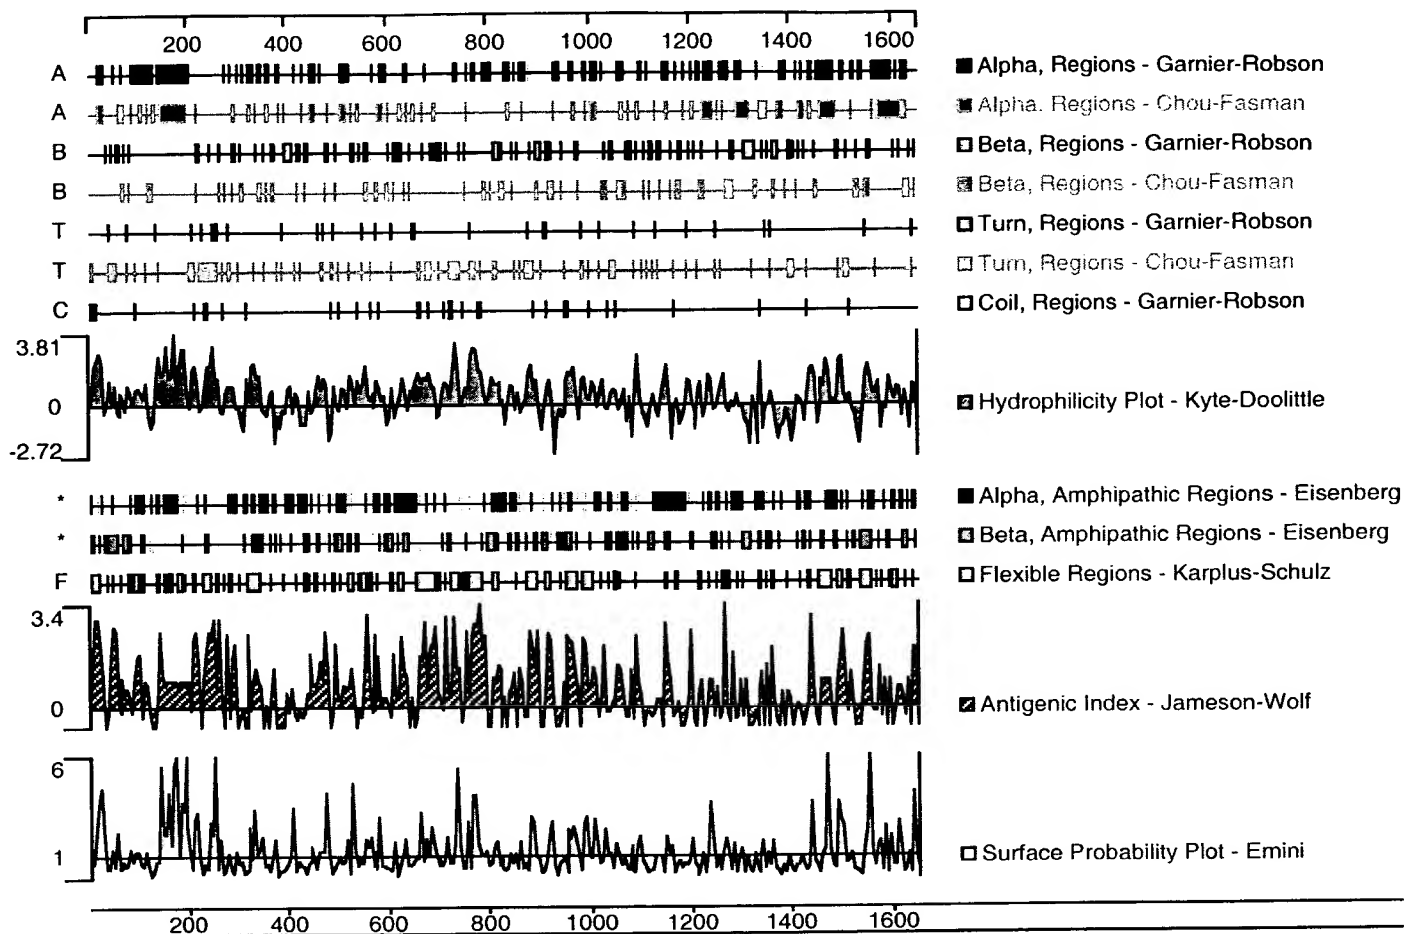 200 400 600 800 1000 1200 1400 1600
A Alpha, Regions - Garnier-Robson
A Alpha. Regions - Chou-Fasman
B Beta, Regions - Garnier-Robson
B Beta, Regions - Chou-Fasman
T Turn, Regions - Garnier-Robson
T Turn, Regions - Chou-Fasman
C Coil, Regions - Garnier-Robson
3.81
0 Hydrophilicity Plot - Kyte-Doolittle
-2.72
* Alpha, Amphipathic Regions - Eisenberg
* Beta, Amphipathic Regions - Eisenberg
F Flexible Regions - Karplus-Schulz
3.4
0 Antigenic Index - Jameson-Wolf
6
1 Surface Probability Plot - Emini
200 400 600 800 1000 1200 1400 1600